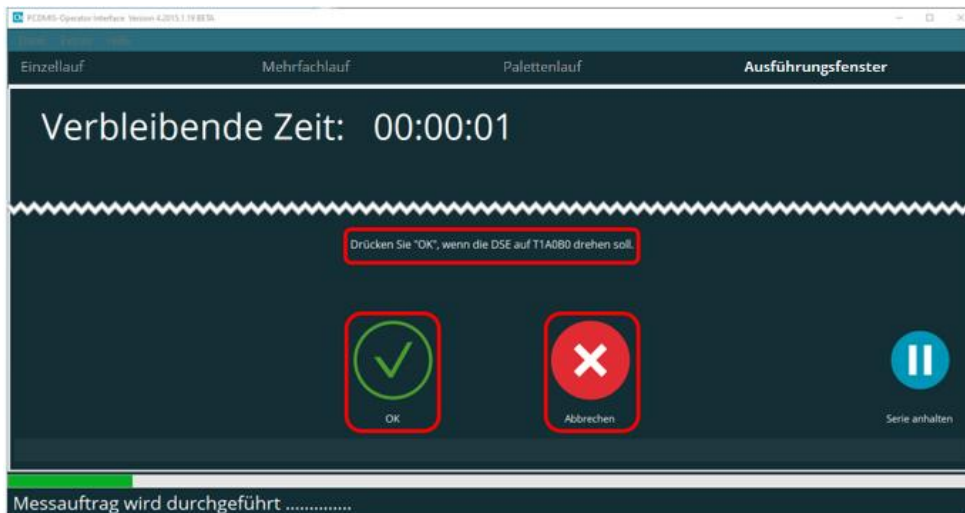 PCDMIS-Operator Interface Version 4.2015.1.19 BETA
Einzellauf Mehrfachlauf Palettenlauf Ausführungsfenster
Verbleibende Zeit: 00:00:01
Drücken Sie "OK", wenn die DSE auf T1A0B0 drehen soll.
OK Abbrechen Serie anhalten
Messauftrag wird durchgeführt ..............